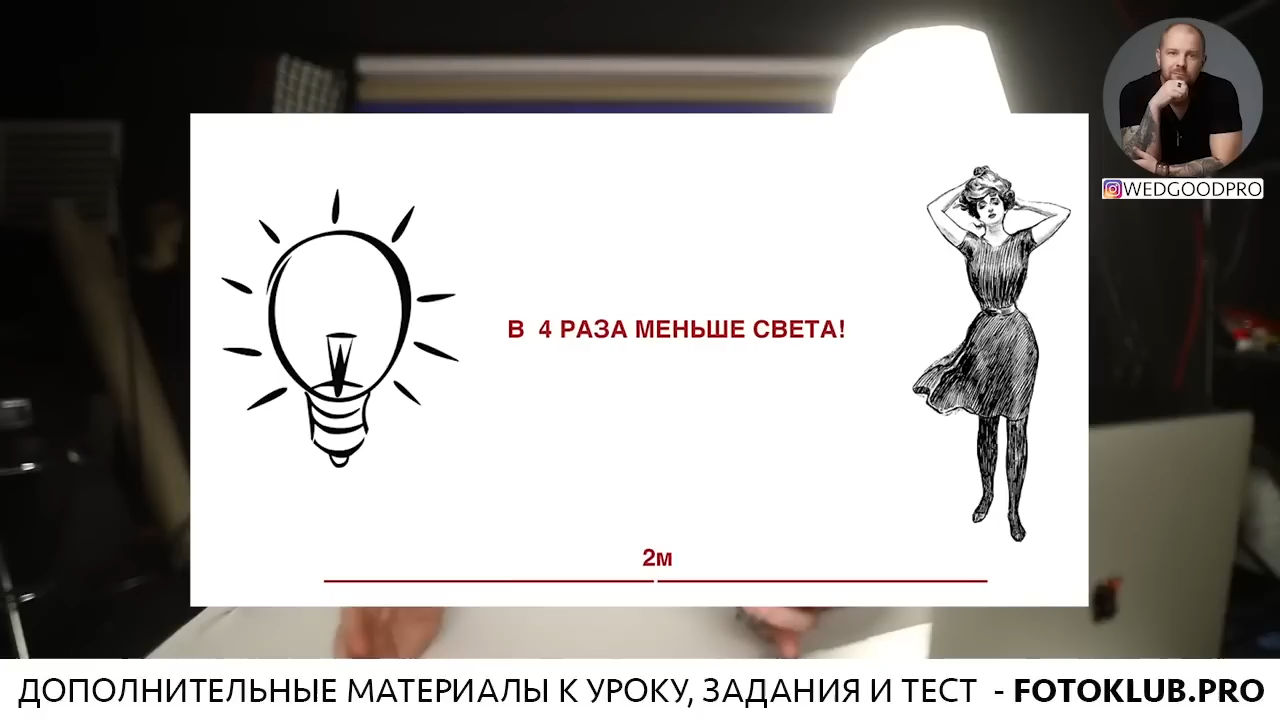 WEDGOODPRO
В 4 РАЗА МЕНЬШЕ СВЕТА!
2м
ДОПОЛНИТЕЛЬНЫЕ МАТЕРИАЛЫ К УРОКУ, ЗАДАНИЯ И ТЕСТ - FOTOKLUB.PRO